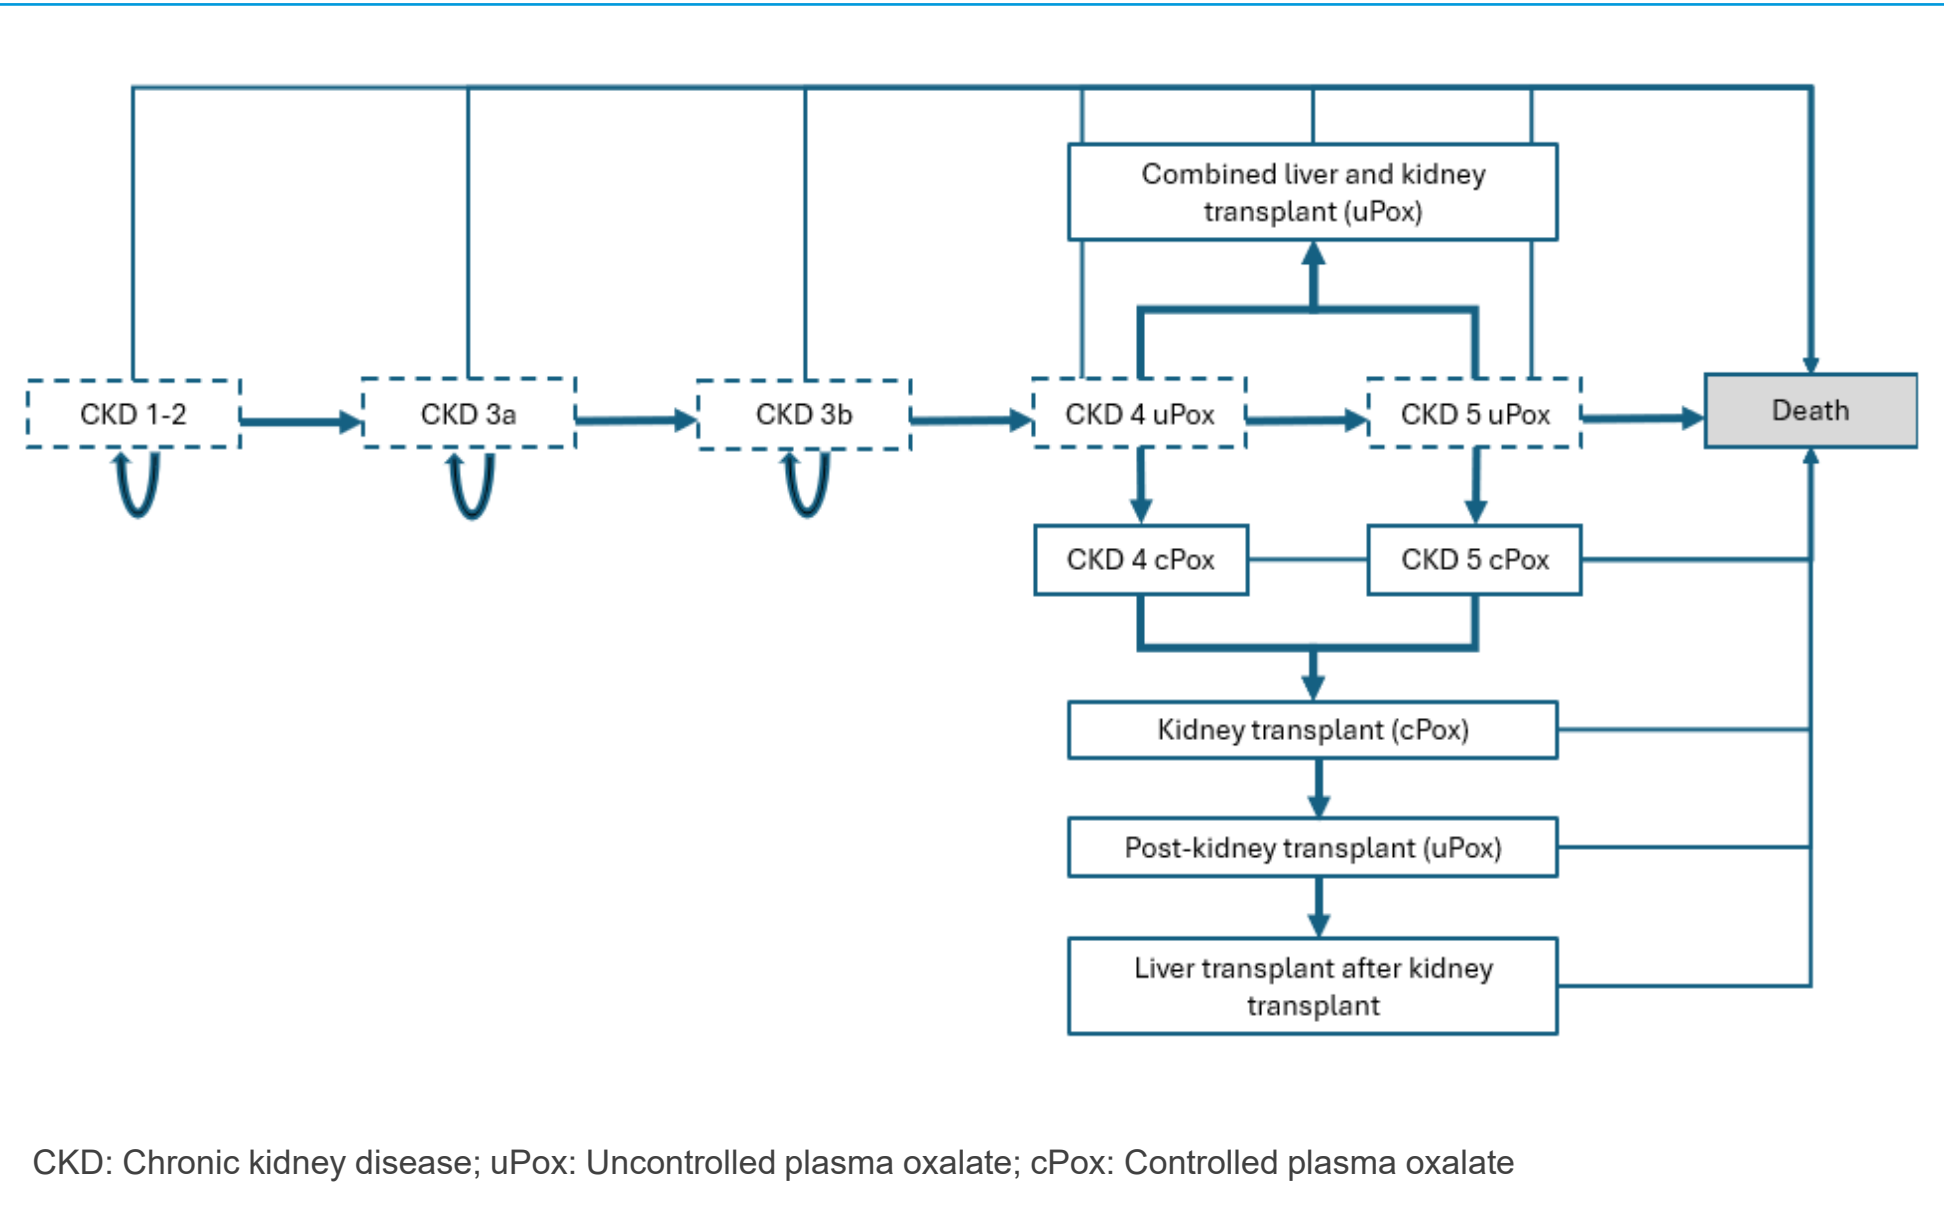 Combined liver and kidney
transplant (uPox)
CKD 1-2
CKD 3a
CKD 3b
CKD 4 uPox
CKD 5 uPox
Death
CKD 4 cPox
CKD 5 cPox
Kidney transplant (cPox)
Post-kidney transplant (uPox)
Liver transplant after kidney
transplant
CKD: Chronic kidney disease; uPox: Uncontrolled plasma oxalate; cPox: Controlled plasma oxalate